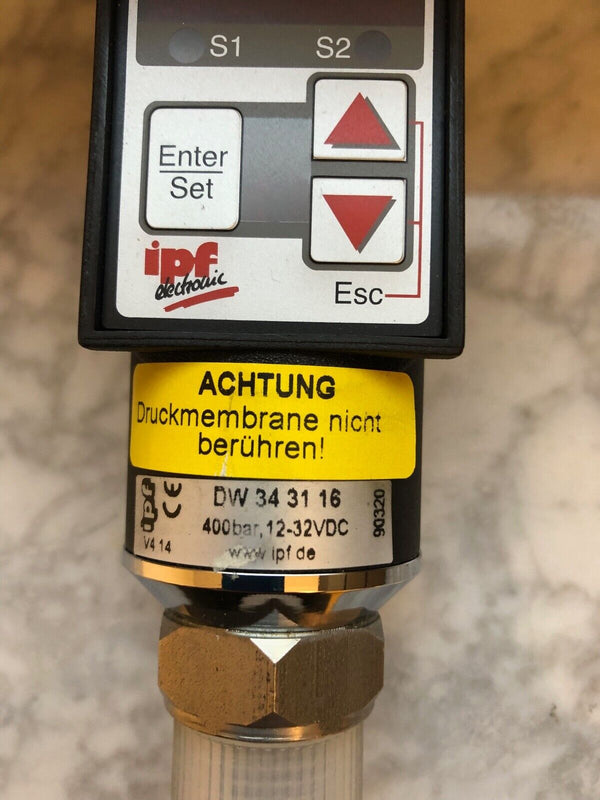 S1 S2
Enter
Set
ipf
electronic
Esc
ACHTUNG
Druckmembrane nicht
berühren!
ipf CE
DW 34 31 16
400bar, 12-32VDC
www.ipf.de
V4 14
90320